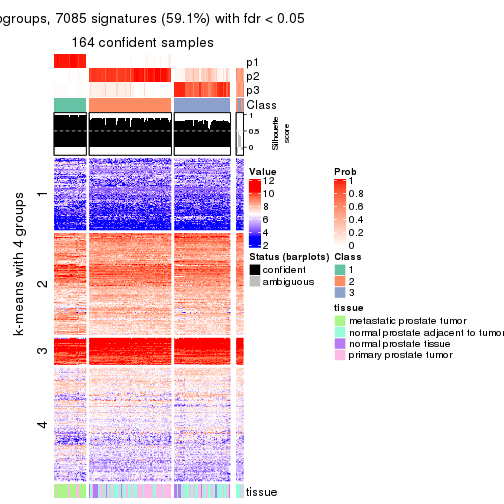 ogroups, 7085 signatures (59.1%) with fdr < 0.05
164 confident samples
p1
p2
p3
Class
1
0.5
0
Silhouette
score
k-means with 4 groups
1
2
3
4
Value
12
10
8
6
4
2
Prob
1
0.8
0.6
0.4
0.2
0
Status (barplots)
confident
ambiguous
Class
1
2
3
tissue
metastatic prostate tumor
normal prostate adjacent to tumor
normal prostate tissue
primary prostate tumor
tissue